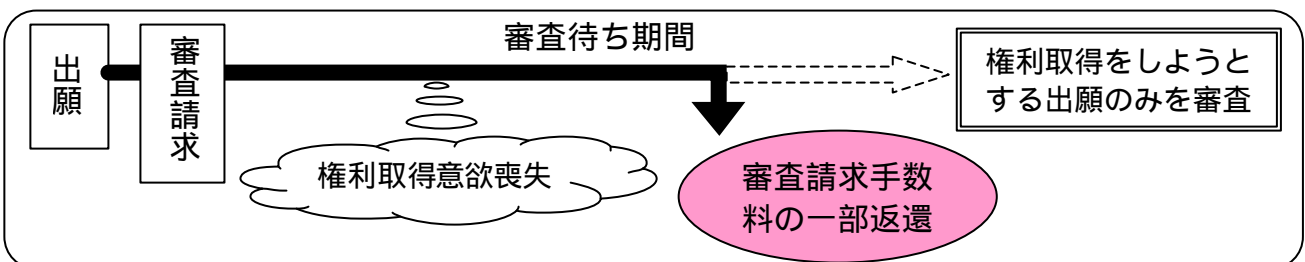 出願
審査請求
審査待ち期間
権利取得意欲喪失
審査請求手数
料の一部返還
権利取得をしようと
する出願のみを審査